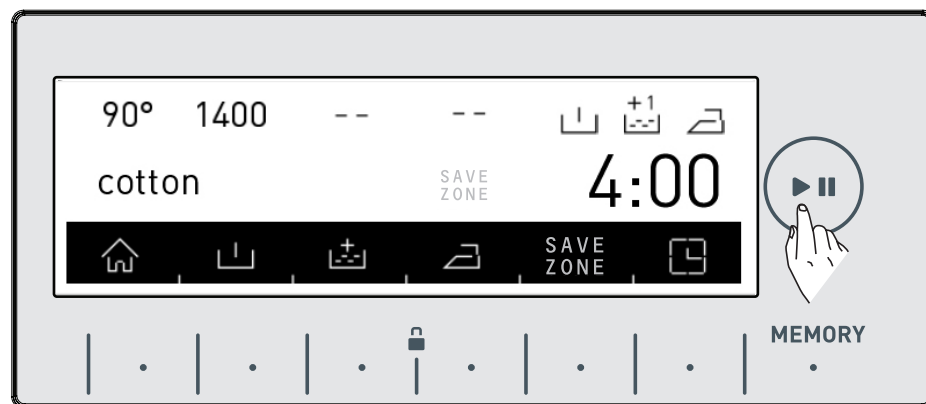 90° 1400 -- -- +1
cotton SAVE ZONE 4:00
+ SAVE ZONE
MEMORY